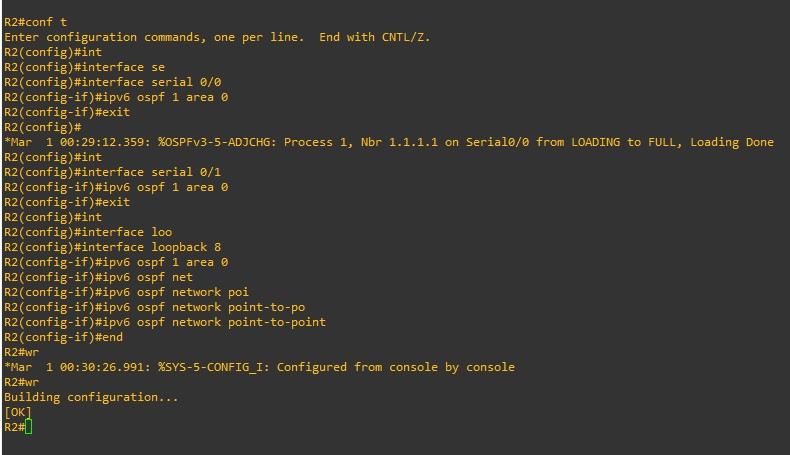 R2#conf t
Enter configuration commands, one per line.  End with CNTL/Z.
R2(config)#int
R2(config)#interface se
R2(config)#interface serial 0/0
R2(config-if)#ipv6 ospf 1 area 0
R2(config-if)#exit
R2(config)#
*Mar  1 00:29:12.359: %OSPFv3-5-ADJCHG: Process 1, Nbr 1.1.1.1 on Serial0/0 from LOADING to FULL, Loading Done
R2(config)#int
R2(config)#interface serial 0/1
R2(config-if)#ipv6 ospf 1 area 0
R2(config-if)#exit
R2(config)#int
R2(config)#interface loo
R2(config)#interface loopback 8
R2(config-if)#ipv6 ospf 1 area 0
R2(config-if)#ipv6 ospf net
R2(config-if)#ipv6 ospf network poi
R2(config-if)#ipv6 ospf network point-to-po
R2(config-if)#ipv6 ospf network point-to-point
R2(config-if)#end
R2#wr
*Mar  1 00:30:26.991: %SYS-5-CONFIG_I: Configured from console by console
R2#wr
Building configuration...
[OK]
R2#